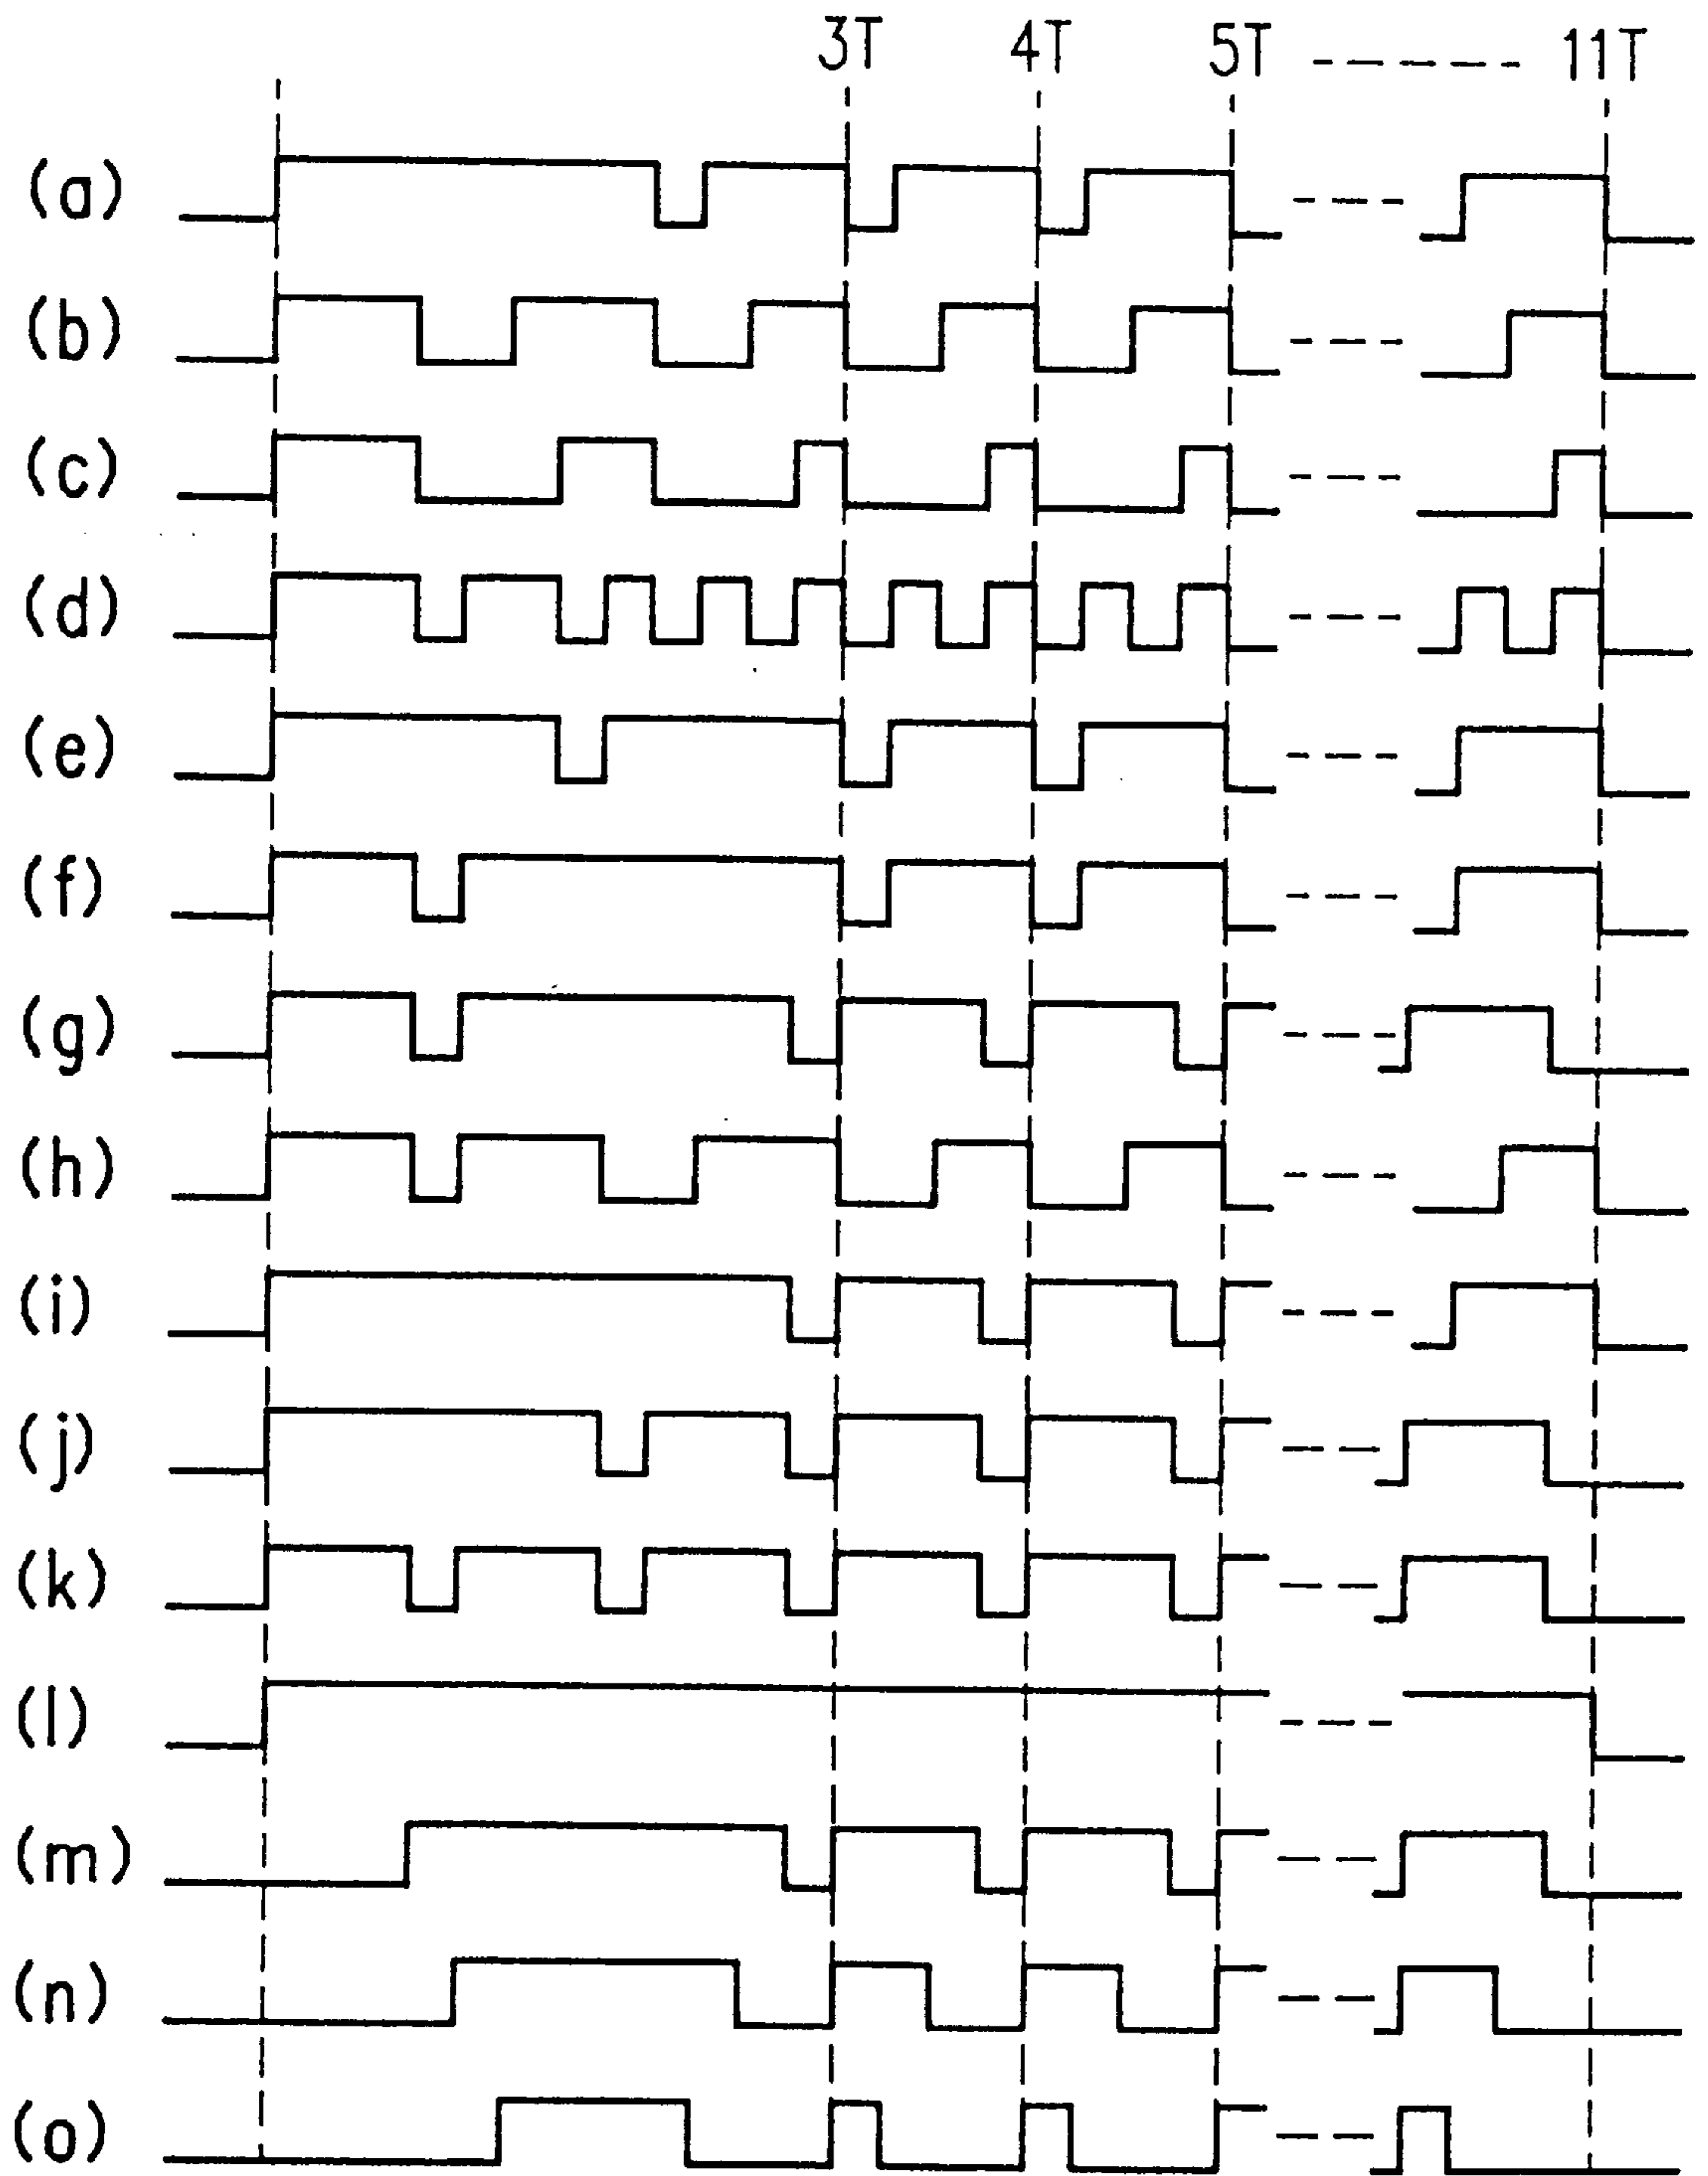 3T 4T 5T ------- 11T
(a)
(b)
(c)
(d)
(e)
(f)
(g)
(h)
(i)
(j)
(k)
(l)
(m)
(n)
(o)